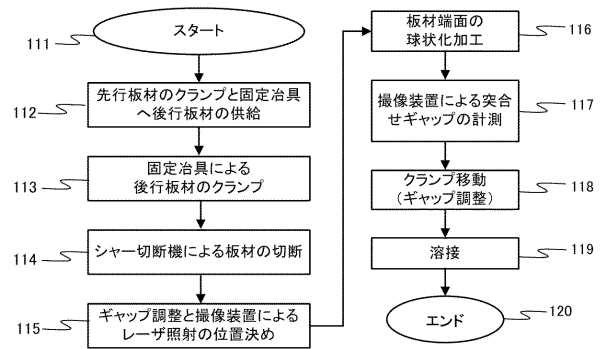 スタート
111
先行板材のクランプと固定冶具
へ後行板材の供給
112
固定冶具による
後行板材のクランプ
113
シャー切断機による板材の切断
114
ギャップ調整と撮像装置による
レーザ照射の位置決め
115
板材端面の
球状化加工
116
撮像装置による突合
せギャップの計測
117
クランプ移動
(ギャップ調整)
118
溶接
119
エンド
120